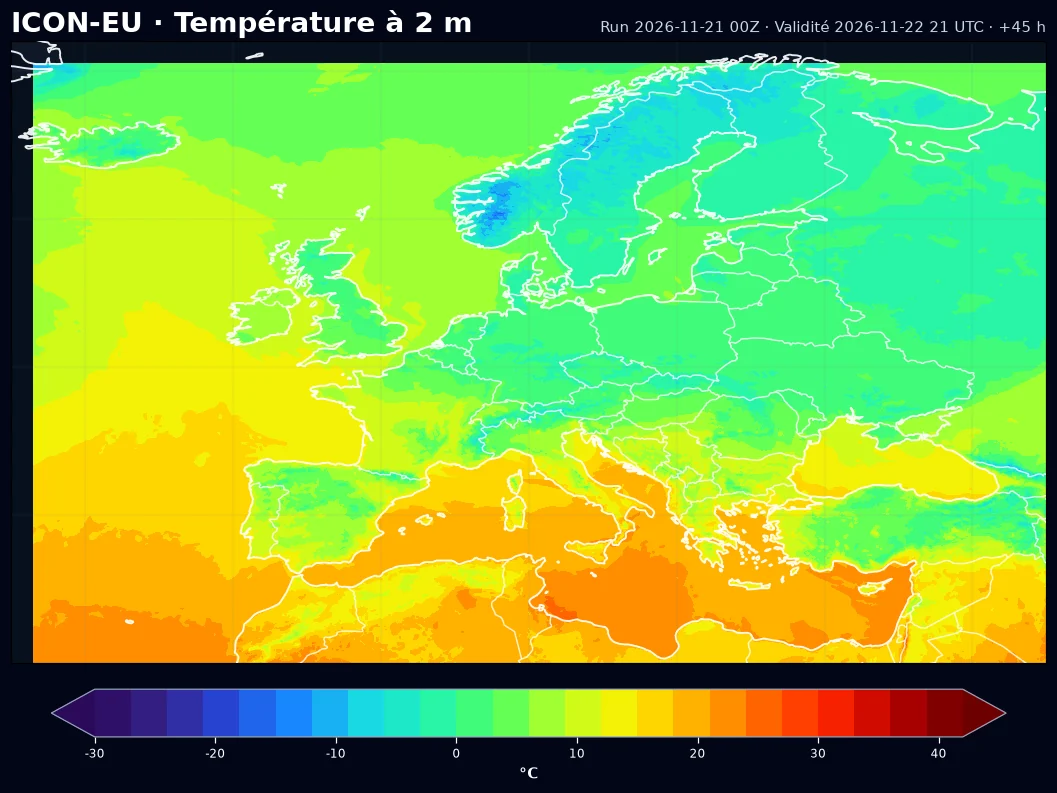 ICON-EU · Température à 2 m
Run 2026-11-21 00Z · Validité 2026-11-22 21 UTC · +45 h
-30 -20 -10 0 10 20 30 40
°C